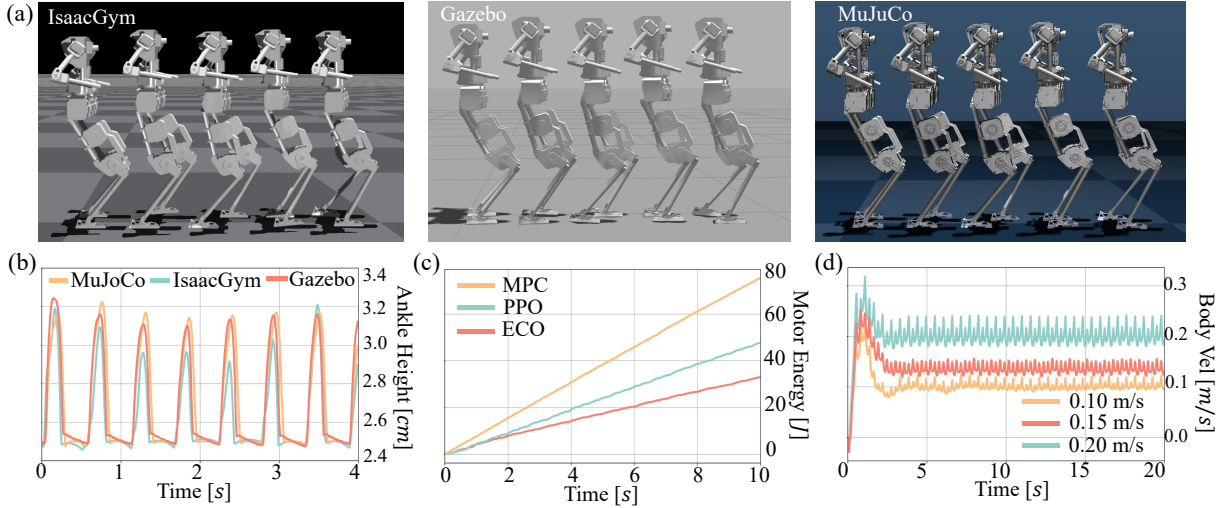 (a)
IsaacGym
Gazebo
MuJuCo
(b)
MuJoCo
IsaacGym
Gazebo
3.4
3.2
3.0
2.8
2.6
2.4
Ankle Height [cm]
0
1
2
3
4
Time [s]
(c)
MPC
PPO
ECO
80
60
40
20
0
Motor Energy [J]
0
2
4
6
8
10
Time [s]
(d)
0.3
0.2
0.1
0.0
Body Vel [m/s]
0.10 m/s
0.15 m/s
0.20 m/s
0
5
10
15
20
Time [s]